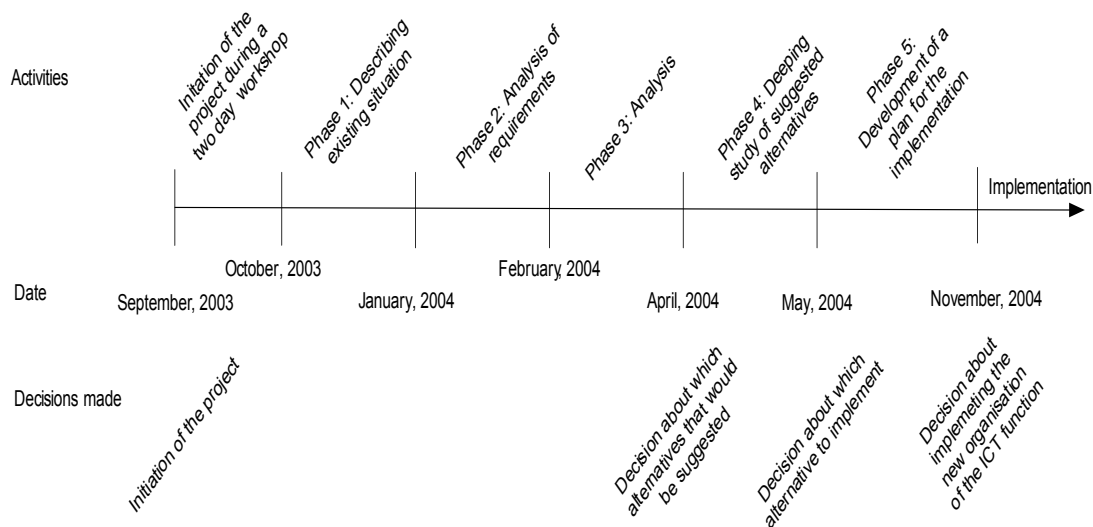 Activities
Initation of the
project during a
two day workshop
Phase 1: Describing
existing situation
Phase 2: Analysis of
requirements
Phase 3: Analysis
Phase 4: Deeping
study of suggested
alternatives
Phase 5:
Development of a
plan for the
implementation
Implementation
Date
September, 2003
October, 2003
January, 2004
February, 2004
April, 2004
May, 2004
November, 2004
Decisions made
Initiation of the project
Decision about which
alternatives that would
be suggested
Decision about which
alternative to implement
Decision about
implemeting the
new organisation
of the ICT function